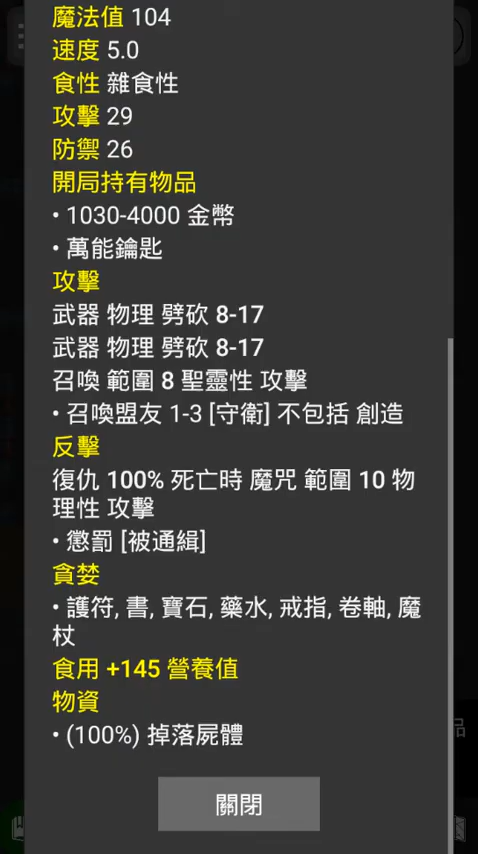 魔法值 104
速度 5.0
食性 雜食性
攻擊 29
防禦 26
開局持有物品
• 1030-4000 金幣
• 萬能鑰匙
攻擊
武器 物理 劈砍 8-17
武器 物理 劈砍 8-17
召喚 範圍 8 聖靈性 攻擊
• 召喚盟友 1-3 [守衛] 不包括 創造
反擊
復仇 100% 死亡時 魔咒 範圍 10 物
理性 攻擊
• 懲罰 [被通緝]
貪婪
• 護符, 書, 寶石, 藥水, 戒指, 卷軸, 魔
杖
食用 +145 營養值
物資
• (100%) 掉落屍體
品
關閉